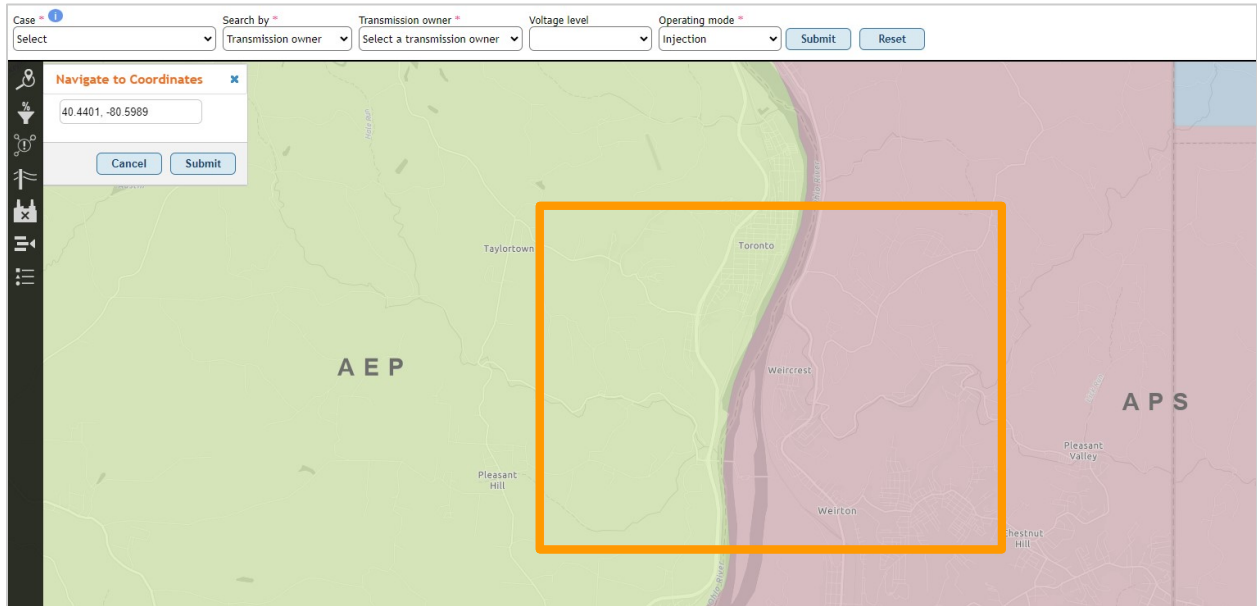 Case * i Search by * Transmission owner * Voltage level Operating mode *
Select Transmission owner Select a transmission owner Injection Submit Reset
Navigate to Coordinates ×
40.4401, -80.5989
Cancel Submit
Toronto
Taylortown
AEP
Weircrest
APS
Pleasant
Valley
Pleasant
Hill
Weirton
Chestnut
Hill